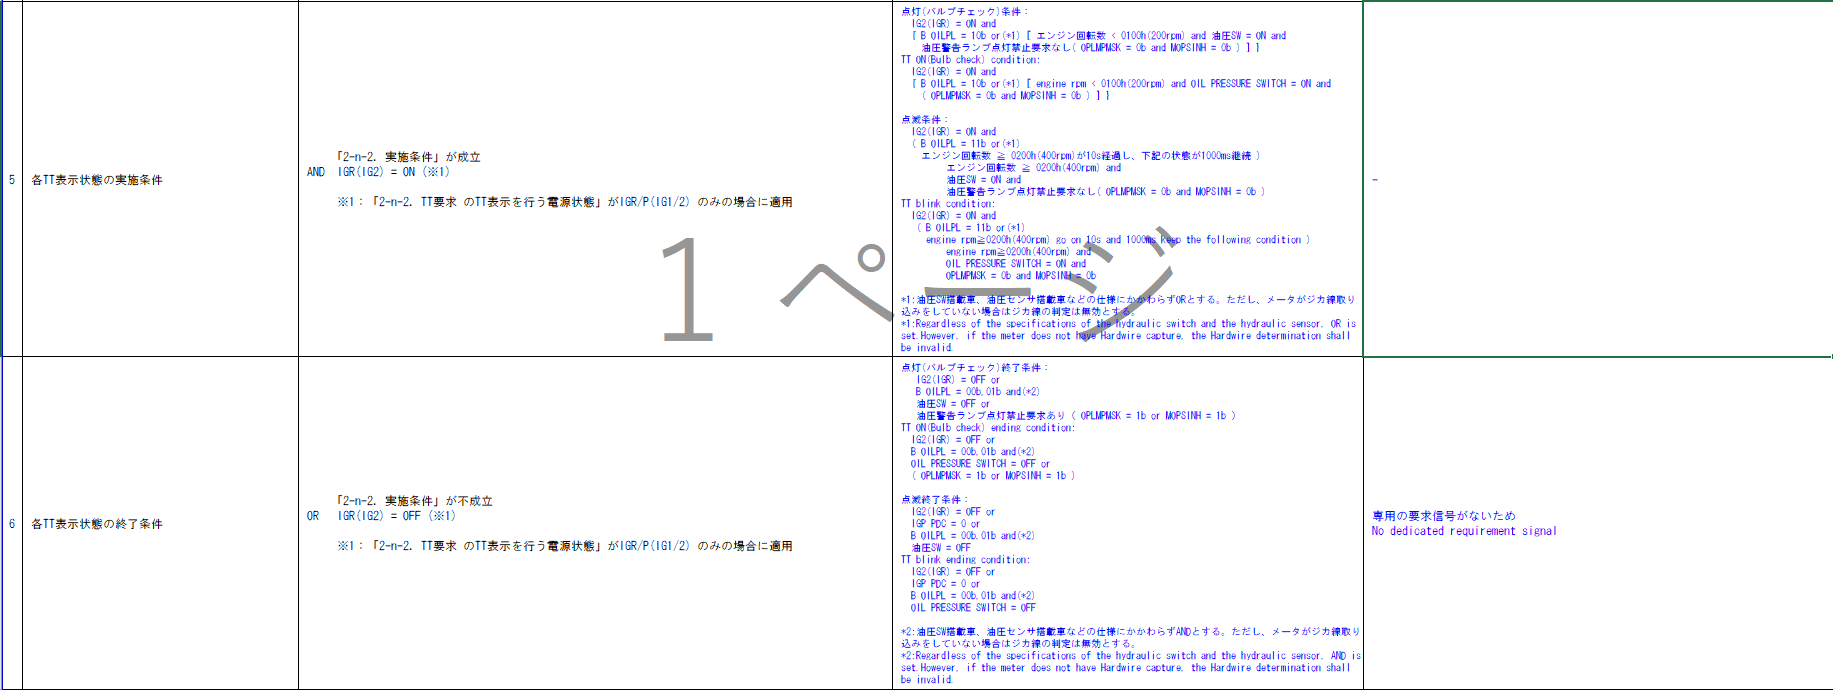 5
各TT表示状態の実施条件
「2-n-2. 実施条件」が成立
AND IGR(IG2) = ON (※1)
※1：「2-n-2. TT要求 のTT表示を行う電源状態」がIGR/P(IG1/2) のみの場合に適用
点灯(バルブチェック)条件：
IG2(IGR) = ON and
[ B OILPL = 10b or(*1) [ エンジン回転数 < 0100h(200rpm) and 油圧SW = ON and
油圧警告ランプ点灯禁止要求なし( OPLMPMSK = 0b and MOPSINH = 0b ) ] }
TT ON(Bulb check) condition:
IG2(IGR) = ON and
[ B OILPL = 10b or(*1) [ engine rpm < 0100h(200rpm) and OIL PRESSURE SWITCH = ON and
( OPLMPMSK = 0b and MOPSINH = 0b ) ] }
点滅条件：
IG2(IGR) = ON and
( B OILPL = 11b or(*1)
エンジン回転数 ≧ 0200h(400rpm)が10s経過し、下記の状態が1000ms継続 )
エンジン回転数 ≧ 0200h(400rpm) and
油圧SW = ON and
油圧警告ランプ点灯禁止要求なし( OPLMPMSK = 0b and MOPSINH = 0b )
TT blink condition:
IG2(IGR) = ON and
( B OILPL = 11b or(*1)
engine rpm≧0200h(400rpm) go on 10s and 1000ms keep the following condition )
engine rpm≧0200h(400rpm) and
OIL PRESSURE SWITCH = ON and
OPLMPMSK = 0b and MOPSINH = 0b
*1:油圧SW搭載車、油圧センサ搭載車などの仕様にかかわらずORとする。ただし、メータがジカ線取り
込みをしていない場合はジカ線の判定は無効とする。
*1:Regardless of the specifications of the hydraulic switch and the hydraulic sensor, OR is
set.However, if the meter does not have Hardwire capture, the Hardwire determination shall
be invalid.
-
1 ページ
6
各TT表示状態の終了条件
「2-n-2. 実施条件」が不成立
OR IGR(IG2) = OFF (※1)
※1：「2-n-2. TT要求 のTT表示を行う電源状態」がIGR/P(IG1/2) のみの場合に適用
点灯(バルブチェック)終了条件：
IG2(IGR) = OFF or
B OILPL = 00b,01b and(*2)
油圧SW = OFF or
油圧警告ランプ点灯禁止要求あり ( OPLMPMSK = 1b or MOPSINH = 1b )
TT ON(Bulb check) ending condition:
IG2(IGR) = OFF or
B OILPL = 00b,01b and(*2)
OIL PRESSURE SWITCH = OFF or
( OPLMPMSK = 1b or MOPSINH = 1b )
点滅終了条件：
IG2(IGR) = OFF or
IGP PDC = 0 or
B OILPL = 00b,01b and(*2)
油圧SW = OFF
TT blink ending condition:
IG2(IGR) = OFF or
IGP PDC = 0 or
B OILPL = 00b,01b and(*2)
OIL PRESSURE SWITCH = OFF
*2:油圧SW搭載車、油圧センサ搭載車などの仕様にかかわらずANDとする。ただし、メータがジカ線取り
込みをしていない場合はジカ線の判定は無効とする。
*2:Regardless of the specifications of the hydraulic switch and the hydraulic sensor, AND is
set.However, if the meter does not have Hardwire capture, the Hardwire determination shall
be invalid.
専用の要求信号がないため
No dedicated requirement signal